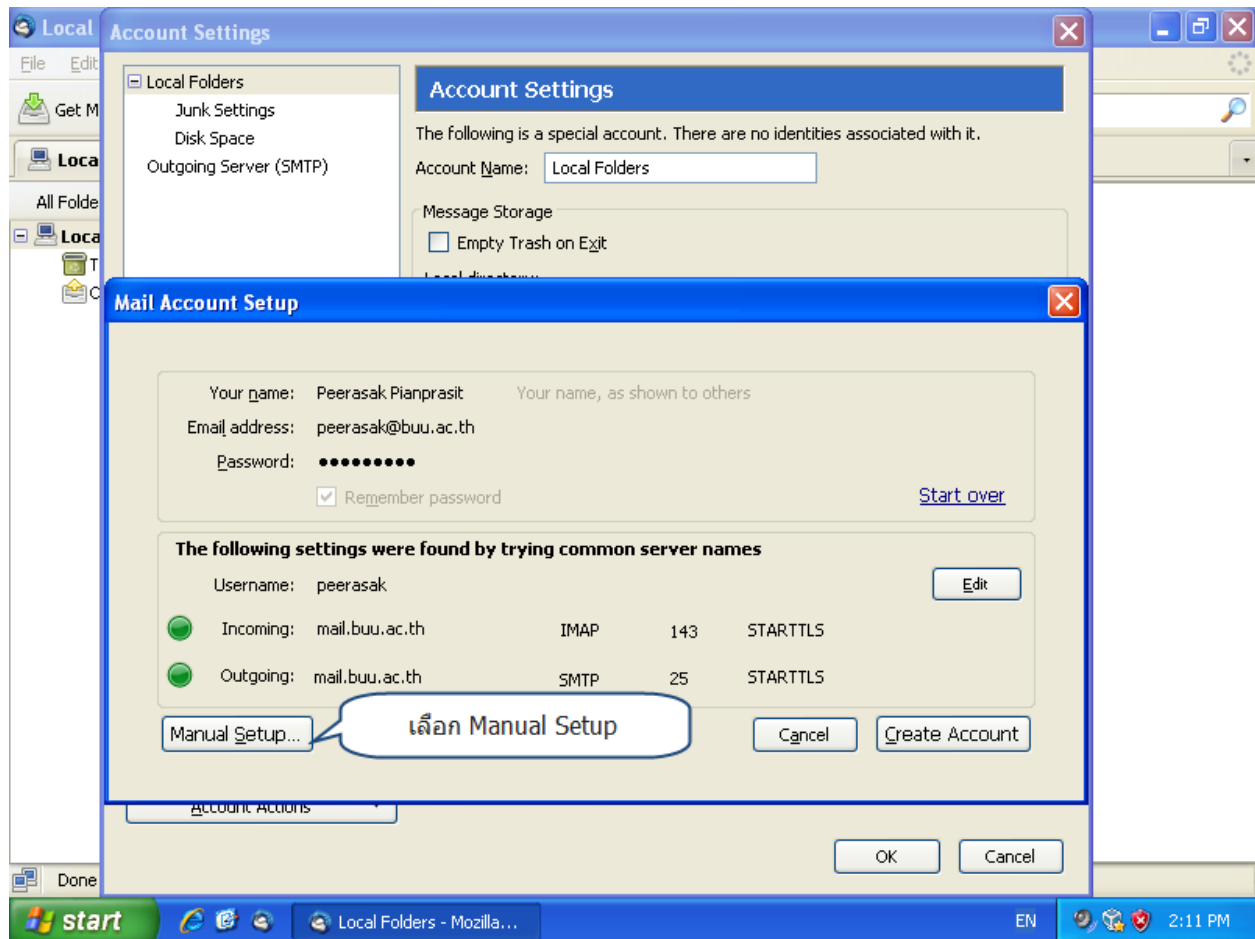 Local
Account Settings
File Edit
Local Folders
Account Settings
Get M
Junk Settings
The following is a special account. There are no identities associated with it.
Disk Space
Loca
Outgoing Server (SMTP)
Account Name: Local Folders
All Folde
Message Storage
Loca
Empty Trash on Exit
T
Local directory:
Mail Account Setup
Your name: Peerasak Pianprasit Your name, as shown to others
Email address: peerasak@buu.ac.th
Password: •••••••••
Remember password
Start over
The following settings were found by trying common server names
Username: peerasak
Edit
Incoming: mail.buu.ac.th IMAP 143 STARTTLS
Outgoing: mail.buu.ac.th SMTP 25 STARTTLS
Manual Setup...
เลือก Manual Setup
Cancel
Create Account
Account Actions
OK
Cancel
Done
start
Local Folders - Mozilla...
EN
2:11 PM